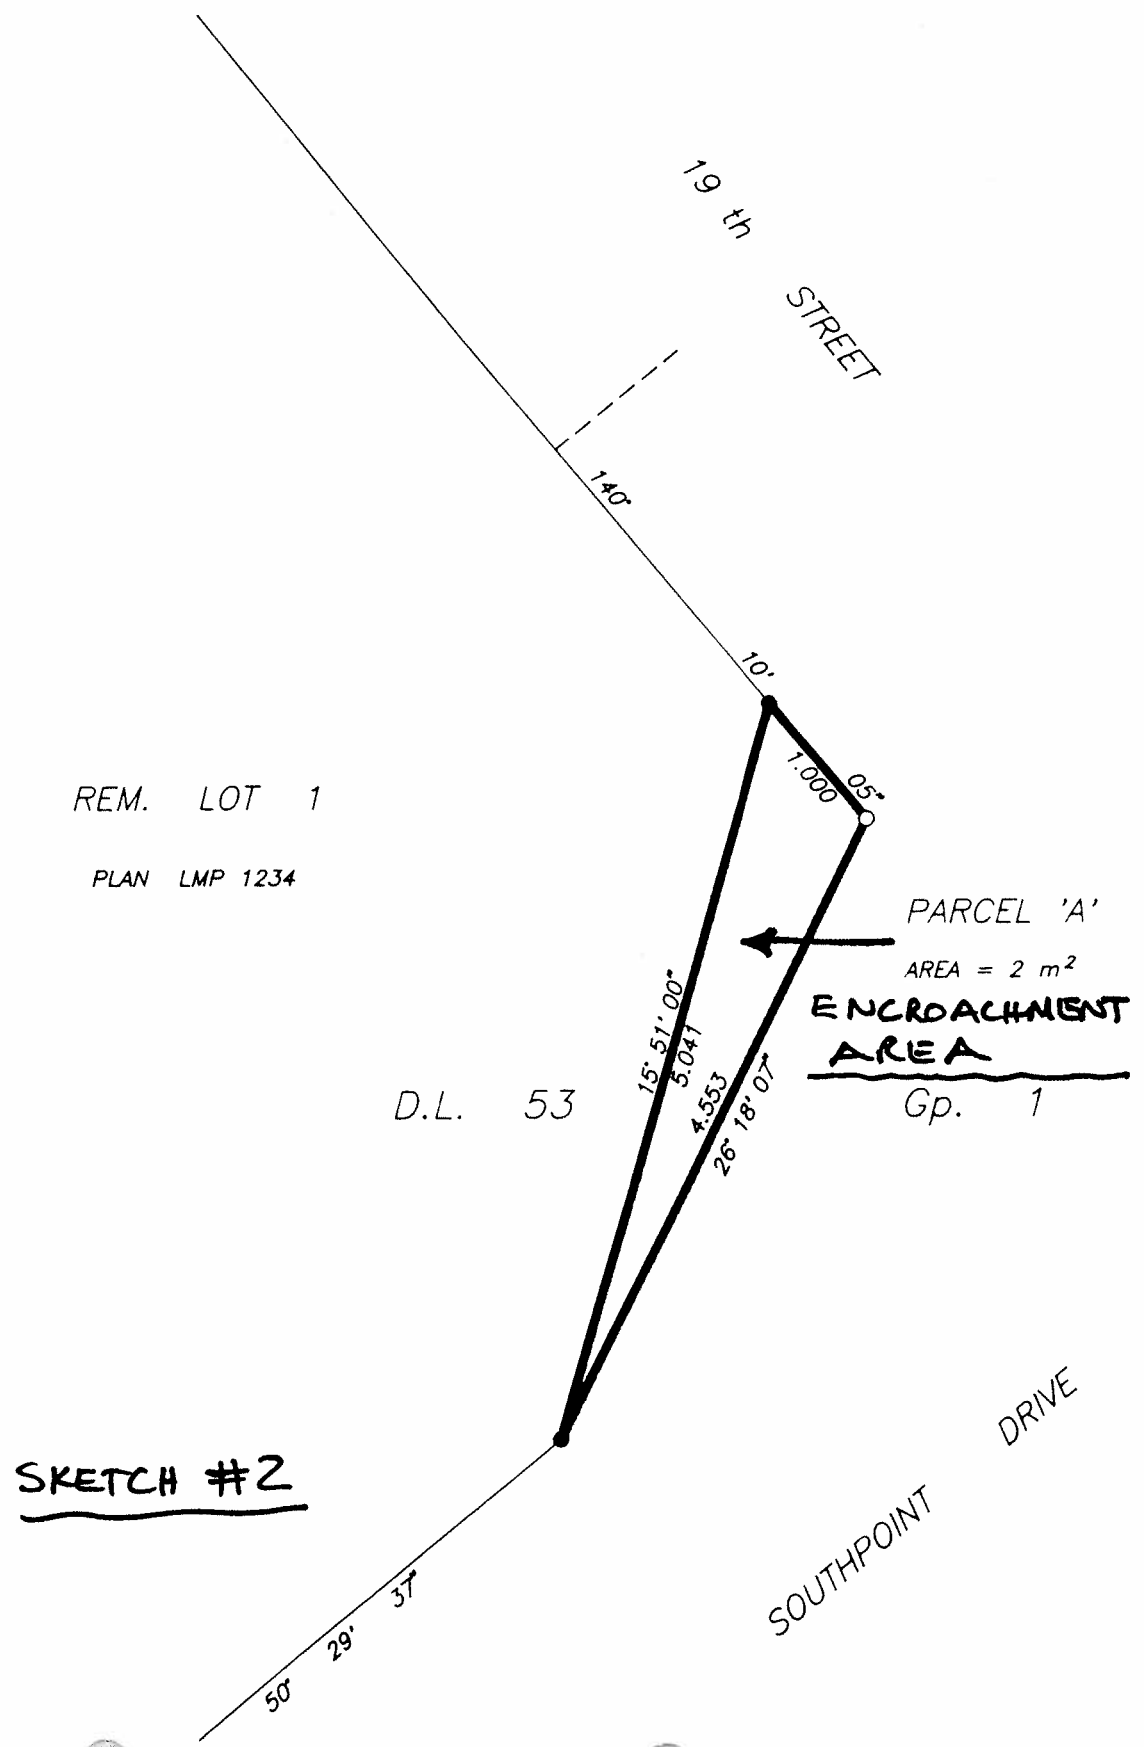 19 th STREET
140°
10'
1.000
05"
REM. LOT 1
PLAN LMP 1234
PARCEL 'A'
AREA = 2 m²
ENCROACHMENT
AREA
15° 51' 00"
5.041
4.553
26° 18' 07"
D.L. 53
Gp. 1
SKETCH #2
SOUTHPOINT DRIVE
50° 29' 37"